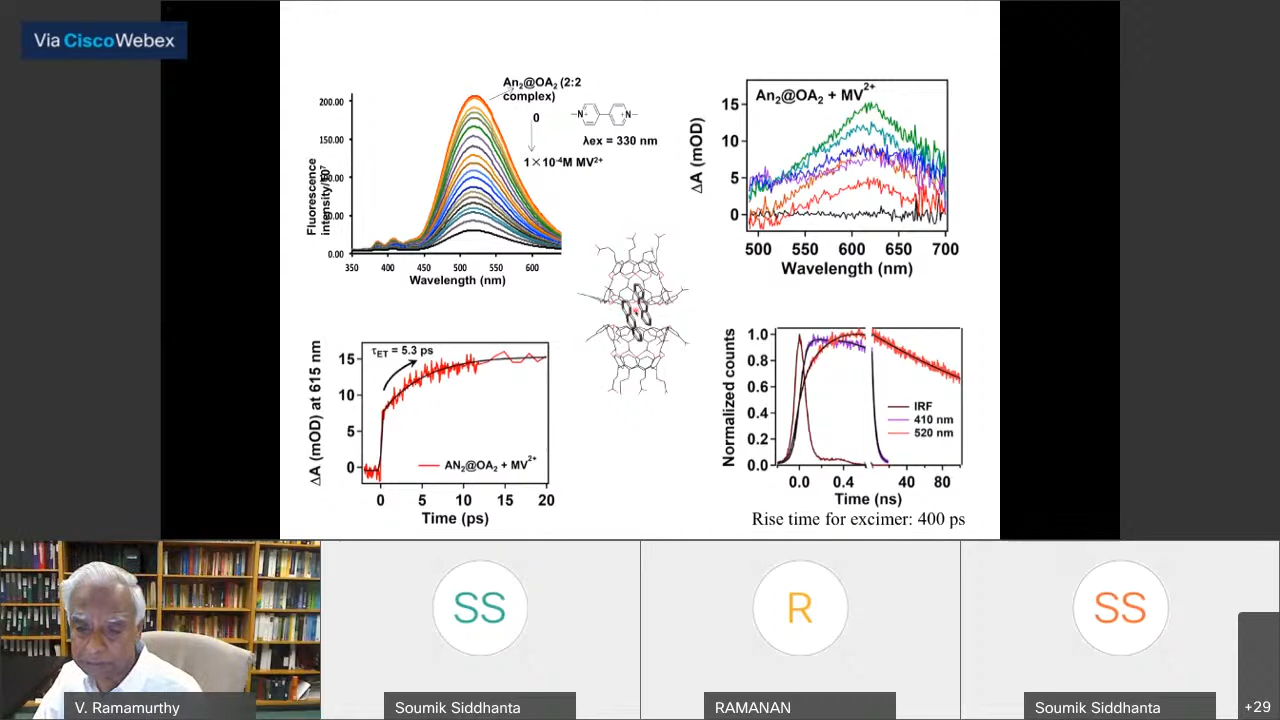 Via Cisco Webex
An₂@OA₂ (2:2
complex)
0
1×10⁻⁴M MV²⁺
N⁺
N⁺
λex = 330 nm
Fluorescence
200.00
.00
.00
0.00
350
400
450
500
550
600
Wavelength (nm)
An₂@OA₂ + MV²⁺
ΔA (mOD)
15
10
5
0
500
550
600
650
700
Wavelength (nm)
τET = 5.3 ps
ΔA (mOD) at 615 nm
15
10
5
0
AN₂@OA₂ + MV²⁺
0
5
10
15
20
Time (ps)
Normalized counts
1.0
0.8
0.6
0.4
0.2
0.0
IRF
410 nm
520 nm
0.0
0.4
40
80
Time (ns)
Rise time for excimer: 400 ps
SS
R
SS
V. Ramamurthy
Soumik Siddhanta
RAMANAN
Soumik Siddhanta
+29